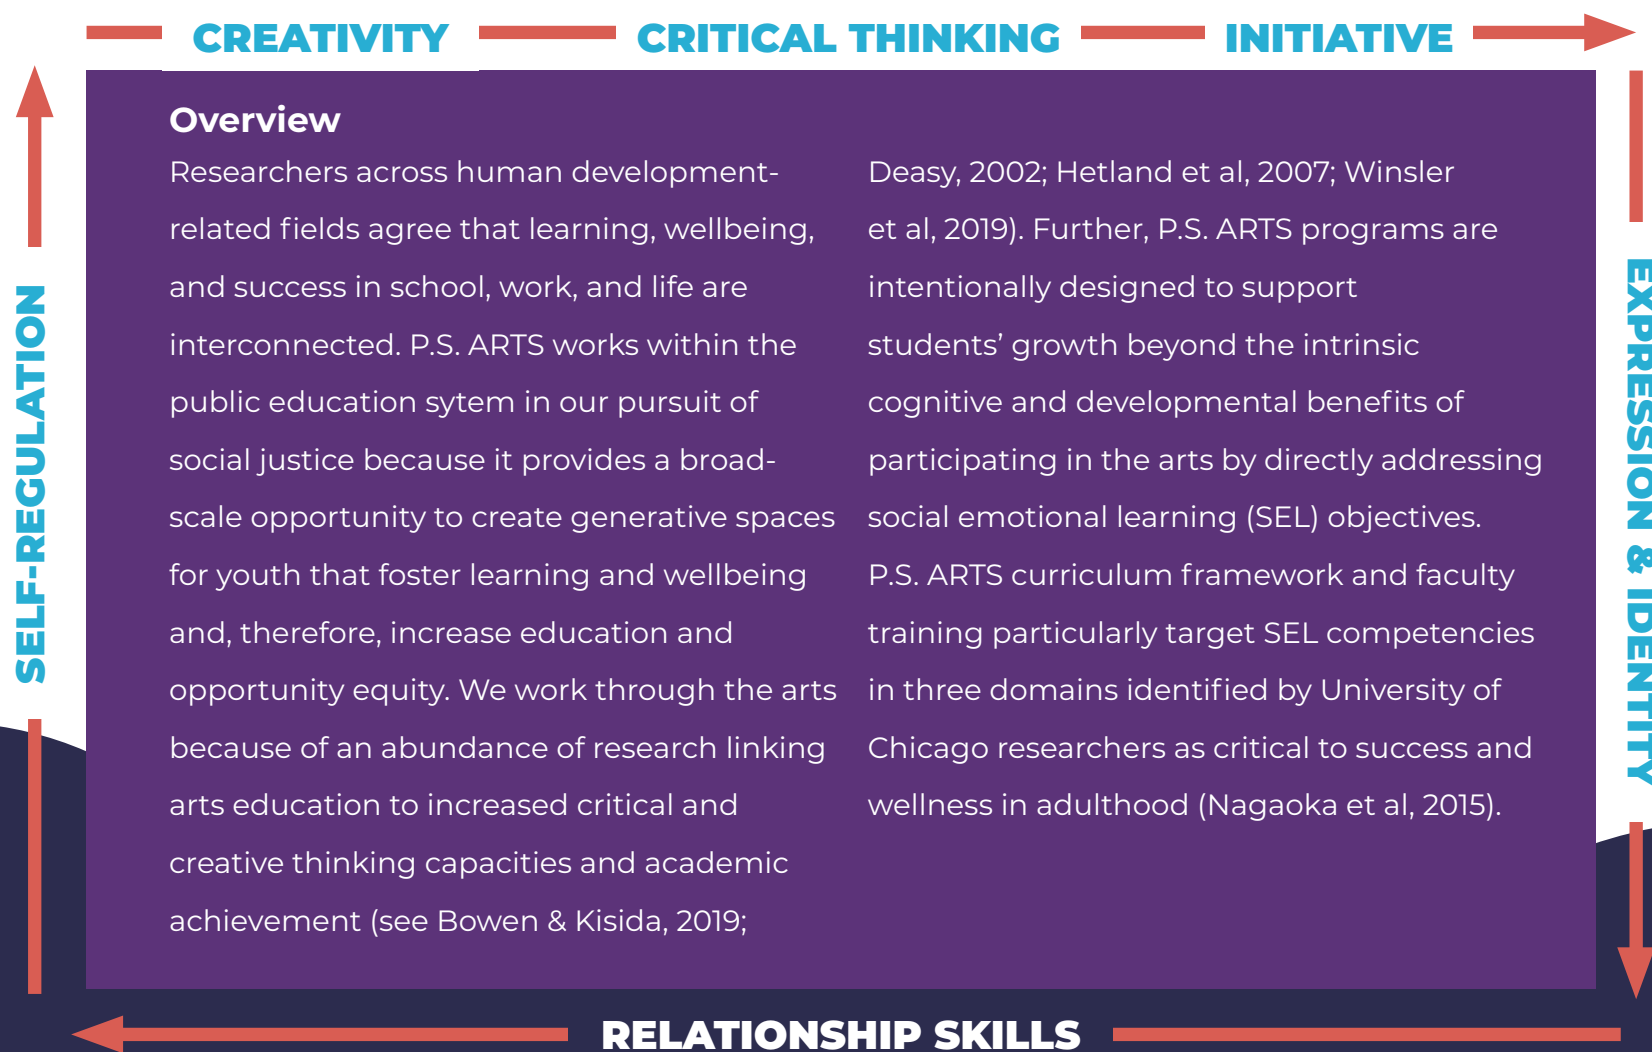 CREATIVITY
CRITICAL THINKING
INITIATIVE
SELF-REGULATION
Overview
Researchers across human development-
related fields agree that learning, wellbeing,
and success in school, work, and life are
interconnected. P.S. ARTS works within the
public education sytem in our pursuit of
social justice because it provides a broad-
scale opportunity to create generative spaces
for youth that foster learning and wellbeing
and, therefore, increase education and
opportunity equity. We work through the arts
because of an abundance of research linking
arts education to increased critical and
creative thinking capacities and academic
achievement (see Bowen & Kisida, 2019;
Deasy, 2002; Hetland et al, 2007; Winsler
et al, 2019). Further, P.S. ARTS programs are
intentionally designed to support
students’ growth beyond the intrinsic
cognitive and developmental benefits of
participating in the arts by directly addressing
social emotional learning (SEL) objectives.
P.S. ARTS curriculum framework and faculty
training particularly target SEL competencies
in three domains identified by University of
Chicago researchers as critical to success and
wellness in adulthood (Nagaoka et al, 2015).
EXPRESSION & IDENTITY
RELATIONSHIP SKILLS